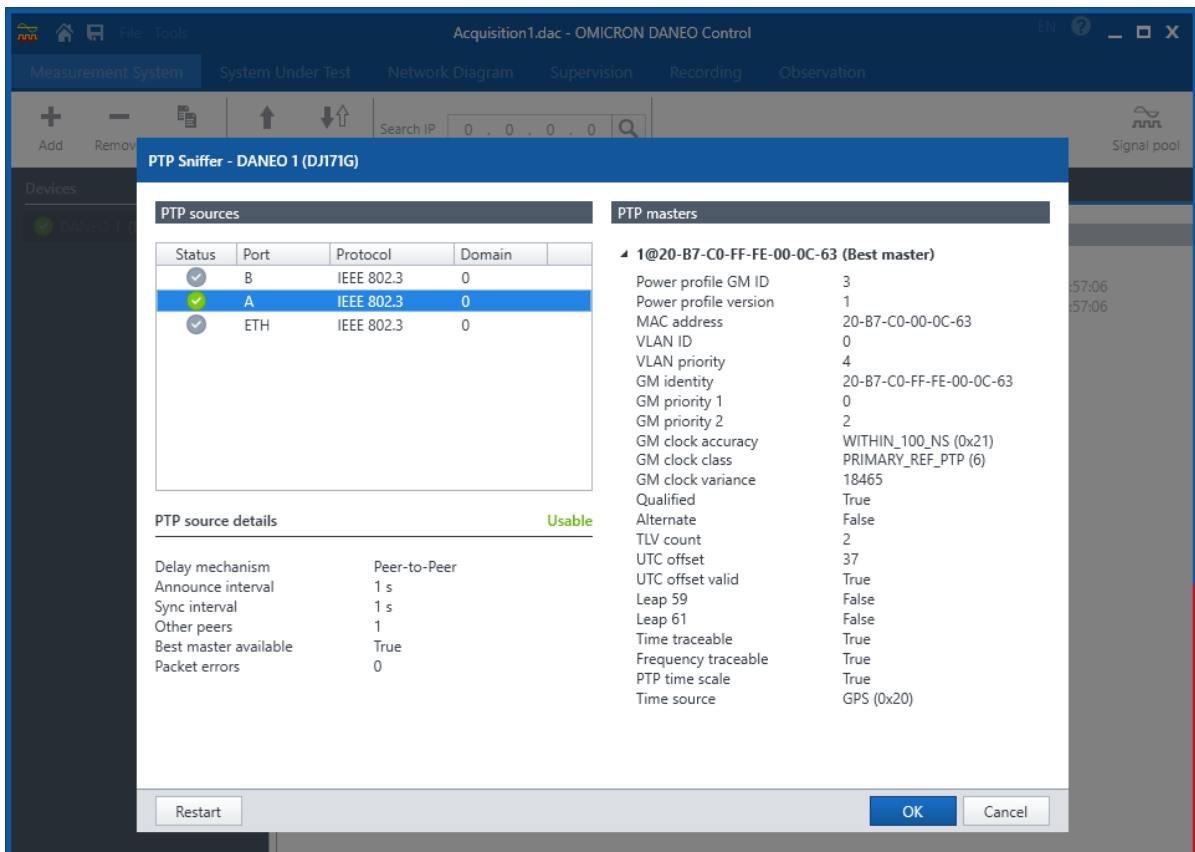 File Tools
Acquisition1.dac - OMICRON DANEO Control
EN
Measurement System System Under Test Network Diagram Supervision Recording Observation
Add Remov
Search IP 0 . 0 . 0 . 0
Signal pool
Devices
DANEO 1 (
PTP Sniffer - DANEO 1 (DJ171G)
PTP sources
Status Port Protocol Domain
B IEEE 802.3 0
A IEEE 802.3 0
ETH IEEE 802.3 0
PTP source details Usable
Delay mechanism Peer-to-Peer
Announce interval 1 s
Sync interval 1 s
Other peers 1
Best master available True
Packet errors 0
PTP masters
1@20-B7-C0-FF-FE-00-0C-63 (Best master)
Power profile GM ID 3
Power profile version 1
MAC address 20-B7-C0-00-0C-63
VLAN ID 0
VLAN priority 4
GM identity 20-B7-C0-FF-FE-00-0C-63
GM priority 1 0
GM priority 2 2
GM clock accuracy WITHIN_100_NS (0x21)
GM clock class PRIMARY_REF_PTP (6)
GM clock variance 18465
Qualified True
Alternate False
TLV count 2
UTC offset 37
UTC offset valid True
Leap 59 False
Leap 61 False
Time traceable True
Frequency traceable True
PTP time scale True
Time source GPS (0x20)
:57:06
:57:06
Restart OK Cancel